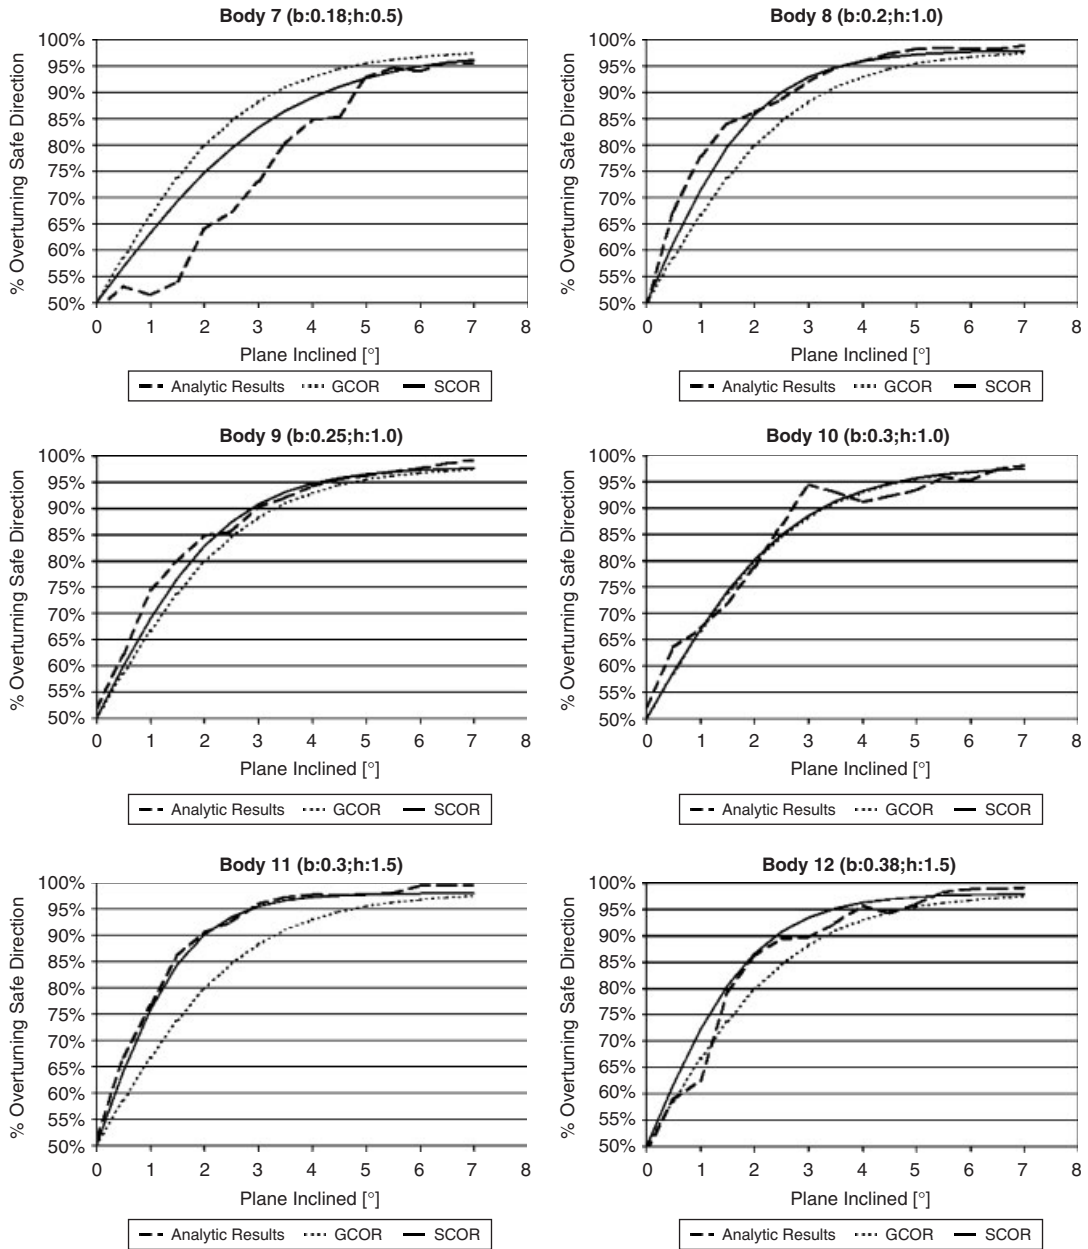 Body 7 (b:0.18;h:0.5)
% Overturning Safe Direction
100%
95%
90%
85%
80%
75%
70%
65%
60%
55%
50%
0 1 2 3 4 5 6 7 8
Plane Inclined [°]
Analytic Results GCOR SCOR
Body 8 (b:0.2;h:1.0)
% Overturning Safe Direction
100%
95%
90%
85%
80%
75%
70%
65%
60%
55%
50%
0 1 2 3 4 5 6 7 8
Plane Inclined [°]
Analytic Results GCOR SCOR
Body 9 (b:0.25;h:1.0)
% Overturning Safe Direction
100%
95%
90%
85%
80%
75%
70%
65%
60%
55%
50%
0 1 2 3 4 5 6 7 8
Plane Inclined [°]
Analytic Results GCOR SCOR
Body 10 (b:0.3;h:1.0)
% Overturning Safe Direction
100%
95%
90%
85%
80%
75%
70%
65%
60%
55%
50%
0 1 2 3 4 5 6 7 8
Plane Inclined [°]
Analytic Results GCOR SCOR
Body 11 (b:0.3;h:1.5)
% Overturning Safe Direction
100%
95%
90%
85%
80%
75%
70%
65%
60%
55%
50%
0 1 2 3 4 5 6 7 8
Plane Inclined [°]
Analytic Results GCOR SCOR
Body 12 (b:0.38;h:1.5)
% Overturning Safe Direction
100%
95%
90%
85%
80%
75%
70%
65%
60%
55%
50%
0 1 2 3 4 5 6 7 8
Plane Inclined [°]
Analytic Results GCOR SCOR